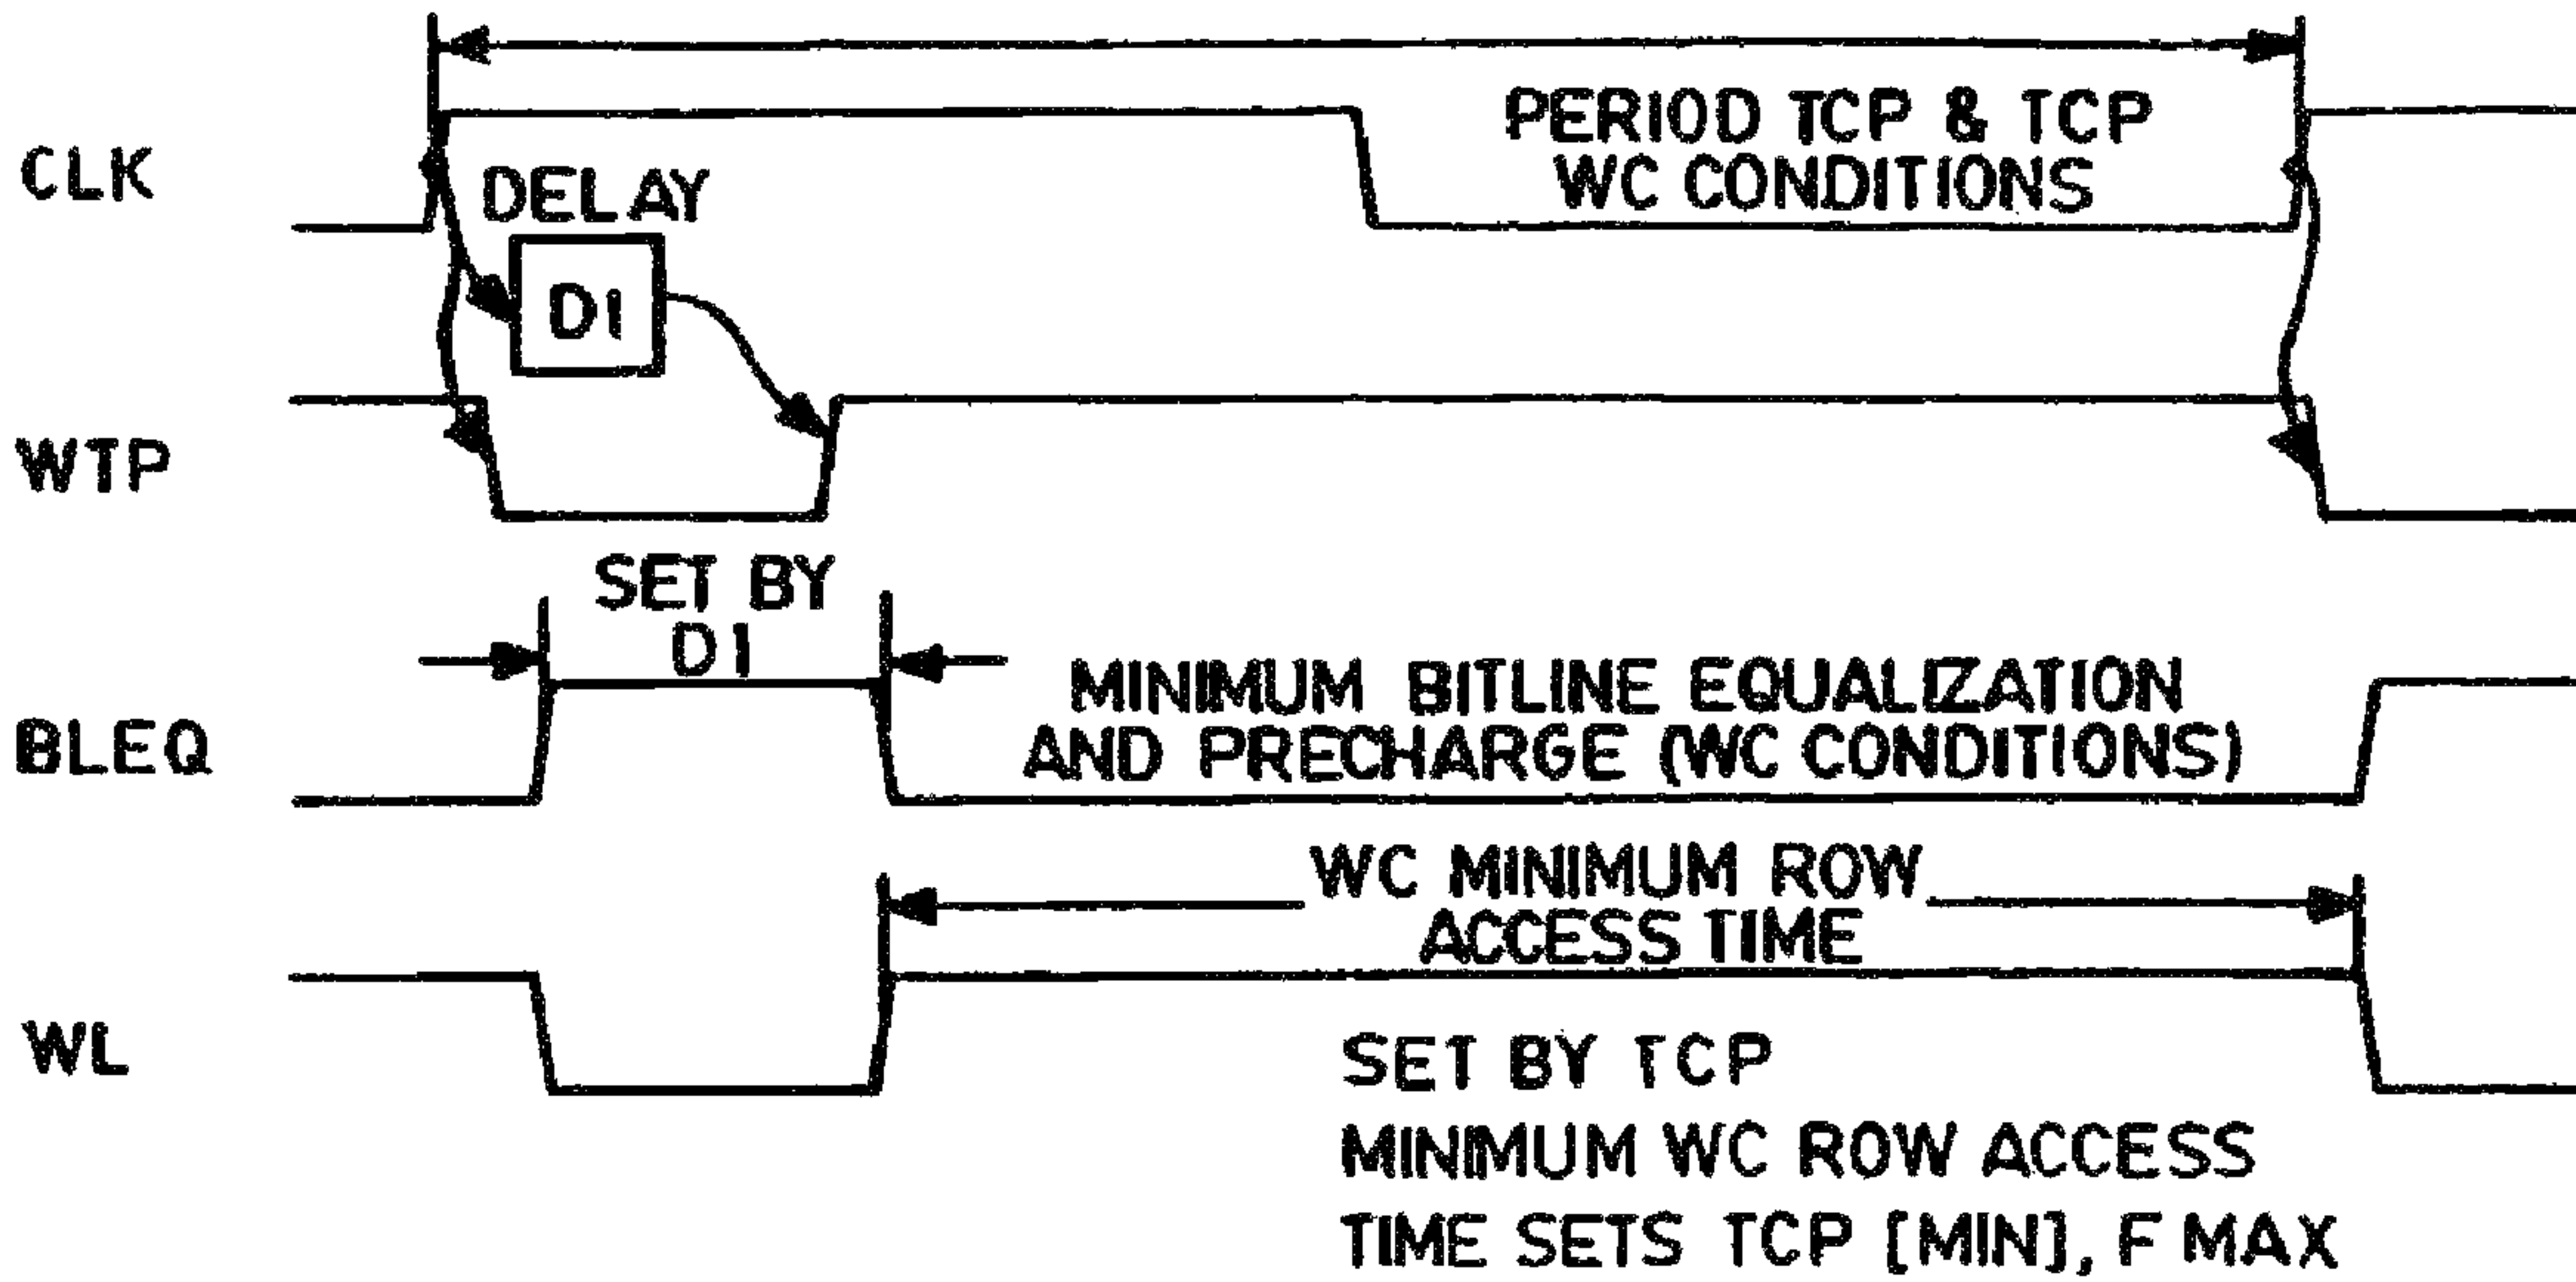 PERIOD TCP & TCP
WC CONDITIONS
CLK
DELAY
D1
WTP
SET BY
D1
MINIMUM BITLINE EQUALIZATION
AND PRECHARGE (WC CONDITIONS)
BLEQ
WC MINIMUM ROW
ACCESS TIME
WL
SET BY TCP
MINIMUM WC ROW ACCESS
TIME SETS TCP [MIN], F MAX